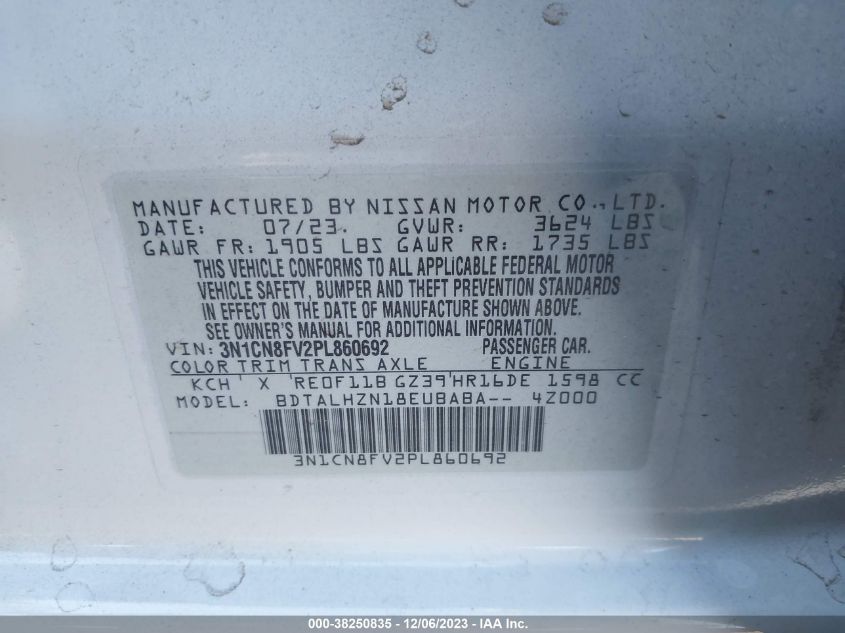 MANUFACTURED BY NISSAN MOTOR CO., LTD.
DATE: 07/23. GVWR: 3624 LBS
GAWR FR: 1905 LBS GAWR RR: 1735 LBS
THIS VEHICLE CONFORMS TO ALL APPLICABLE FEDERAL MOTOR
VEHICLE SAFETY, BUMPER AND THEFT PREVENTION STANDARDS
IN EFFECT ON THE DATE OF MANUFACTURE SHOWN ABOVE.
SEE OWNER'S MANUAL FOR ADDITIONAL INFORMATION
VIN: 3N1CN8FV2PL860692 PASSENGER CAR.
COLOR TRIM TRANS AXLE ENGINE
KCH X RE0F11B GZ39 HR16DE 1598 CC
MODEL: BDTALHZN18EUBABA-- 4Z000
3N1CN8FV2PL860692
000-38250835 - 12/06/2023 - IAA Inc.